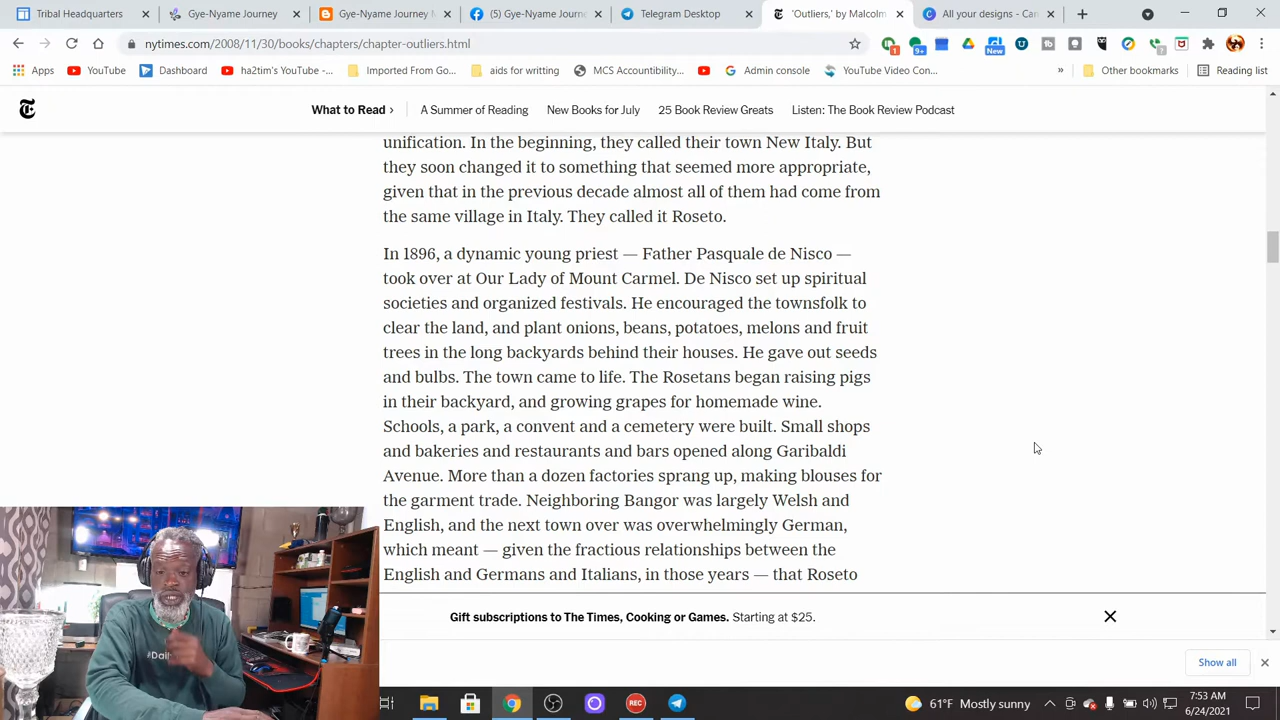 Tribal Headquarters
Gye-Nyame Journey
Gye-Nyame Journey M
(5) Gye-Nyame Journe
Telegram Desktop
'Outliers,' by Malcolm
All your designs - Can
nytimes.com/2008/11/30/books/chapters/chapter-outliers.html
Apps
YouTube
Dashboard
ha2tim's YouTube -...
Imported From Go...
aids for writting
MCS Accountibility...
Google
Admin console
YouTube Video Con...
»
Other bookmarks
Reading list
What to Read ›
A Summer of Reading
New Books for July
25 Book Review Greats
Listen: The Book Review Podcast
unification. In the beginning, they called their town New Italy. But
they soon changed it to something that seemed more appropriate,
given that in the previous decade almost all of them had come from
the same village in Italy. They called it Roseto.
In 1896, a dynamic young priest — Father Pasquale de Nisco —
took over at Our Lady of Mount Carmel. De Nisco set up spiritual
societies and organized festivals. He encouraged the townsfolk to
clear the land, and plant onions, beans, potatoes, melons and fruit
trees in the long backyards behind their houses. He gave out seeds
and bulbs. The town came to life. The Rosetans began raising pigs
in their backyard, and growing grapes for homemade wine.
Schools, a park, a convent and a cemetery were built. Small shops
and bakeries and restaurants and bars opened along Garibaldi
Avenue. More than a dozen factories sprang up, making blouses for
the garment trade. Neighboring Bangor was largely Welsh and
English, and the next town over was overwhelmingly German,
which meant — given the fractious relationships between the
English and Germans and Italians, in those years — that Roseto
Gift subscriptions to The Times, Cooking or Games. Starting at $25.
Show all
REC
61°F Mostly sunny
7:53 AM
6/24/2021